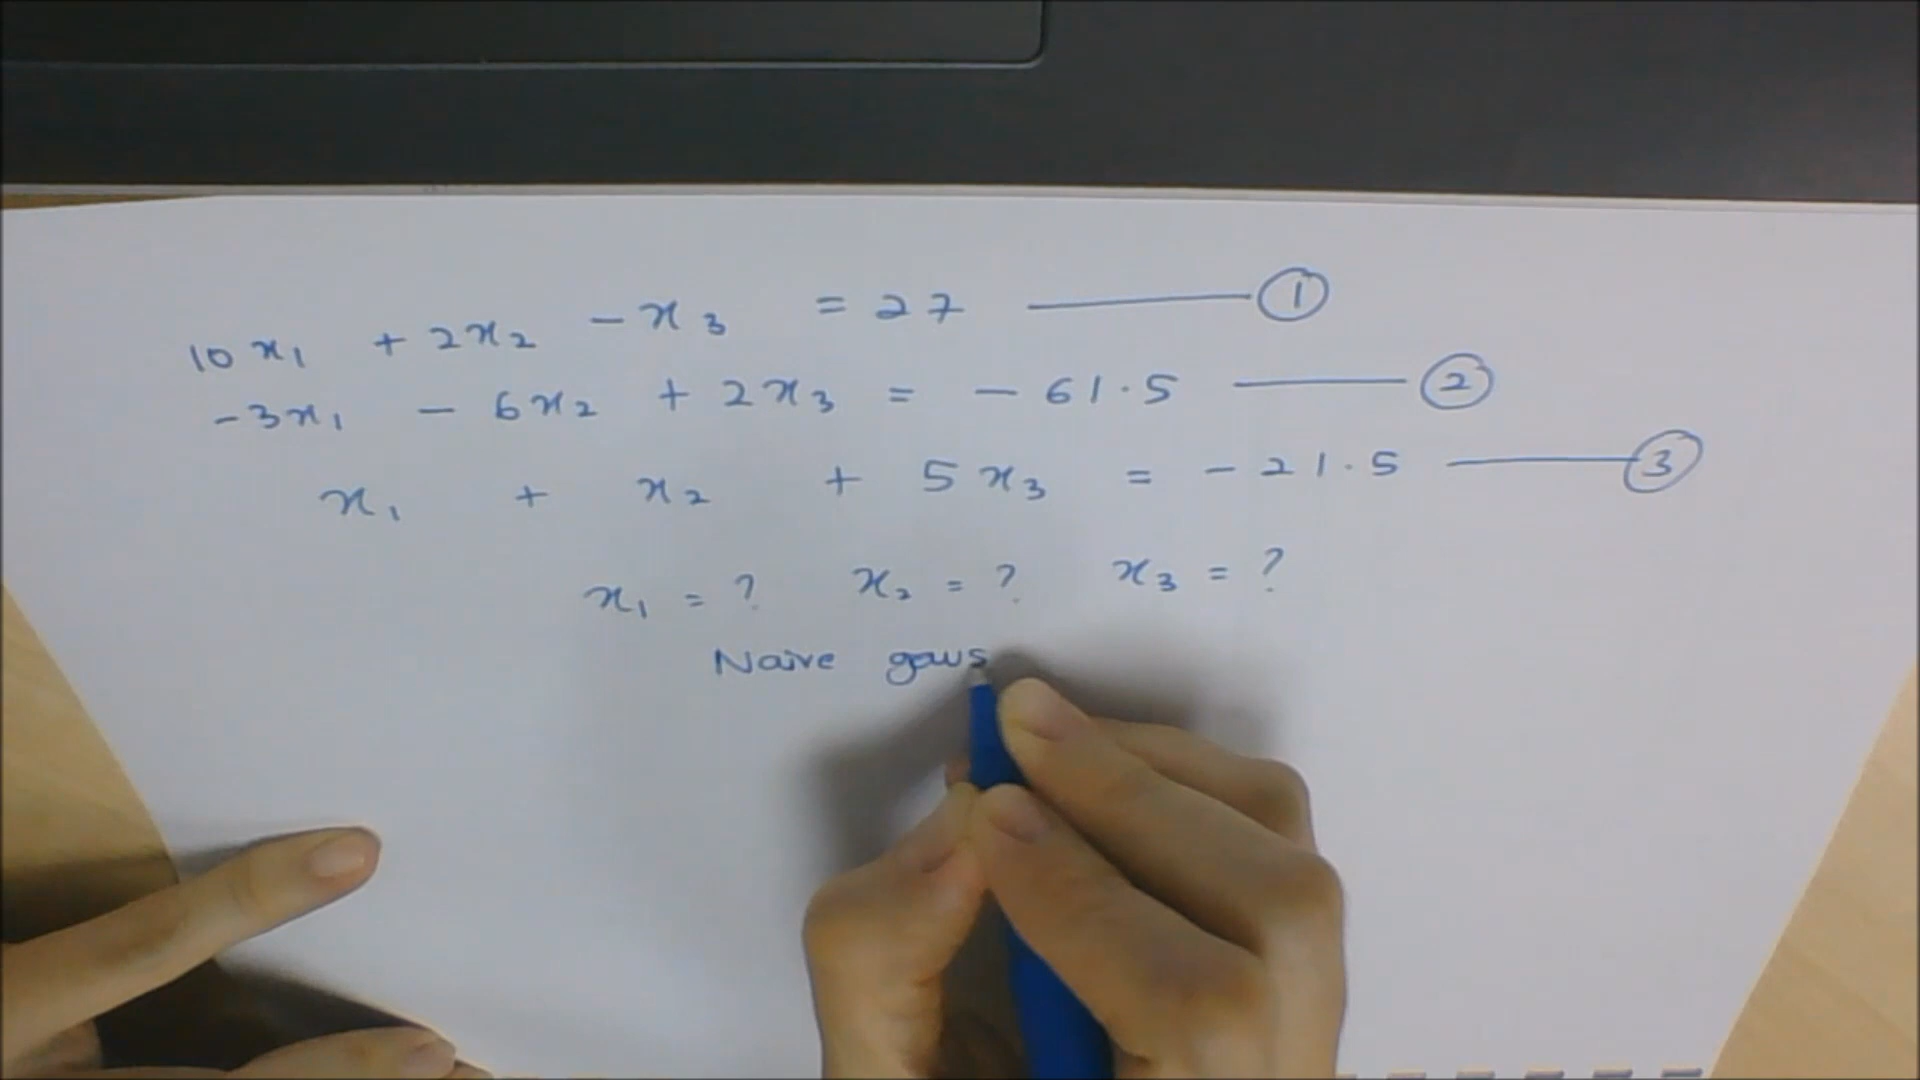 10x₁ + 2x₂ - x₃ = 27 ——— ①
-3x₁ - 6x₂ + 2x₃ = - 61.5 ——— ②
x₁ + x₂ + 5x₃ = - 21.5 ——— ③
x₁ = ? x₂ = ? x₃ = ?
Naive gaus